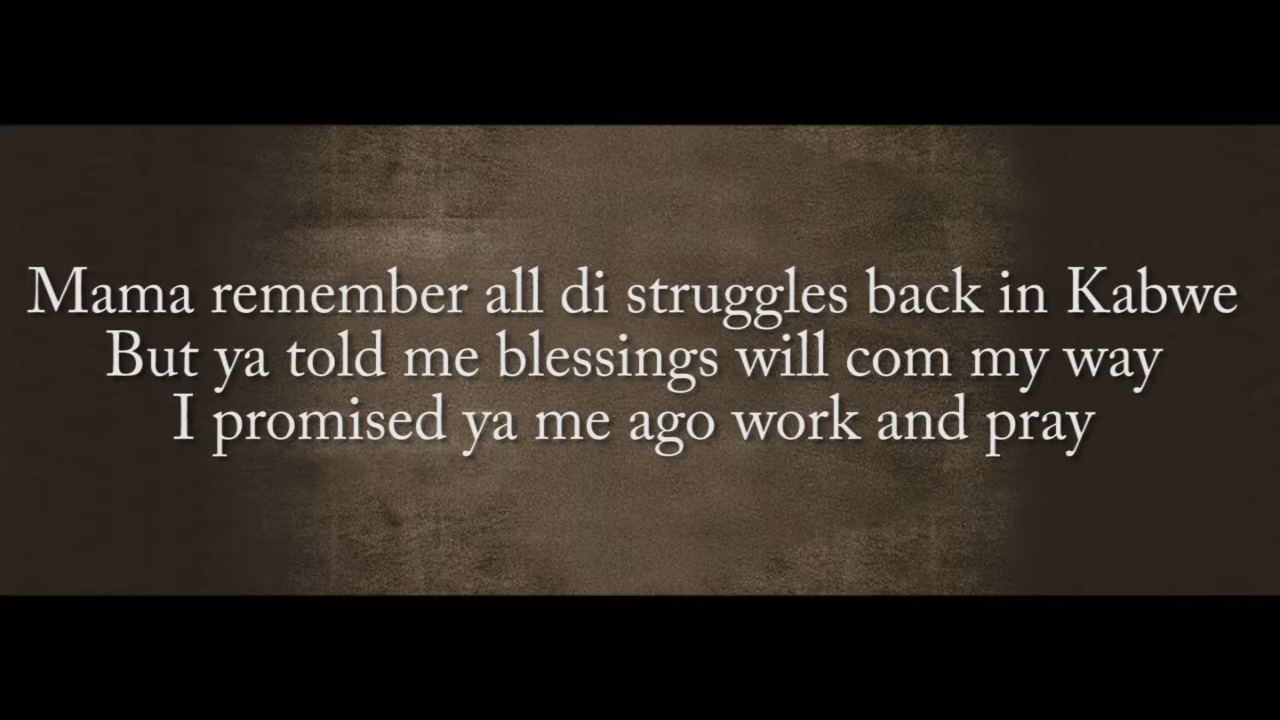 Mama remember all di struggles back in Kabwe
But ya told me blessings will com my way
I promised ya me ago work and pray